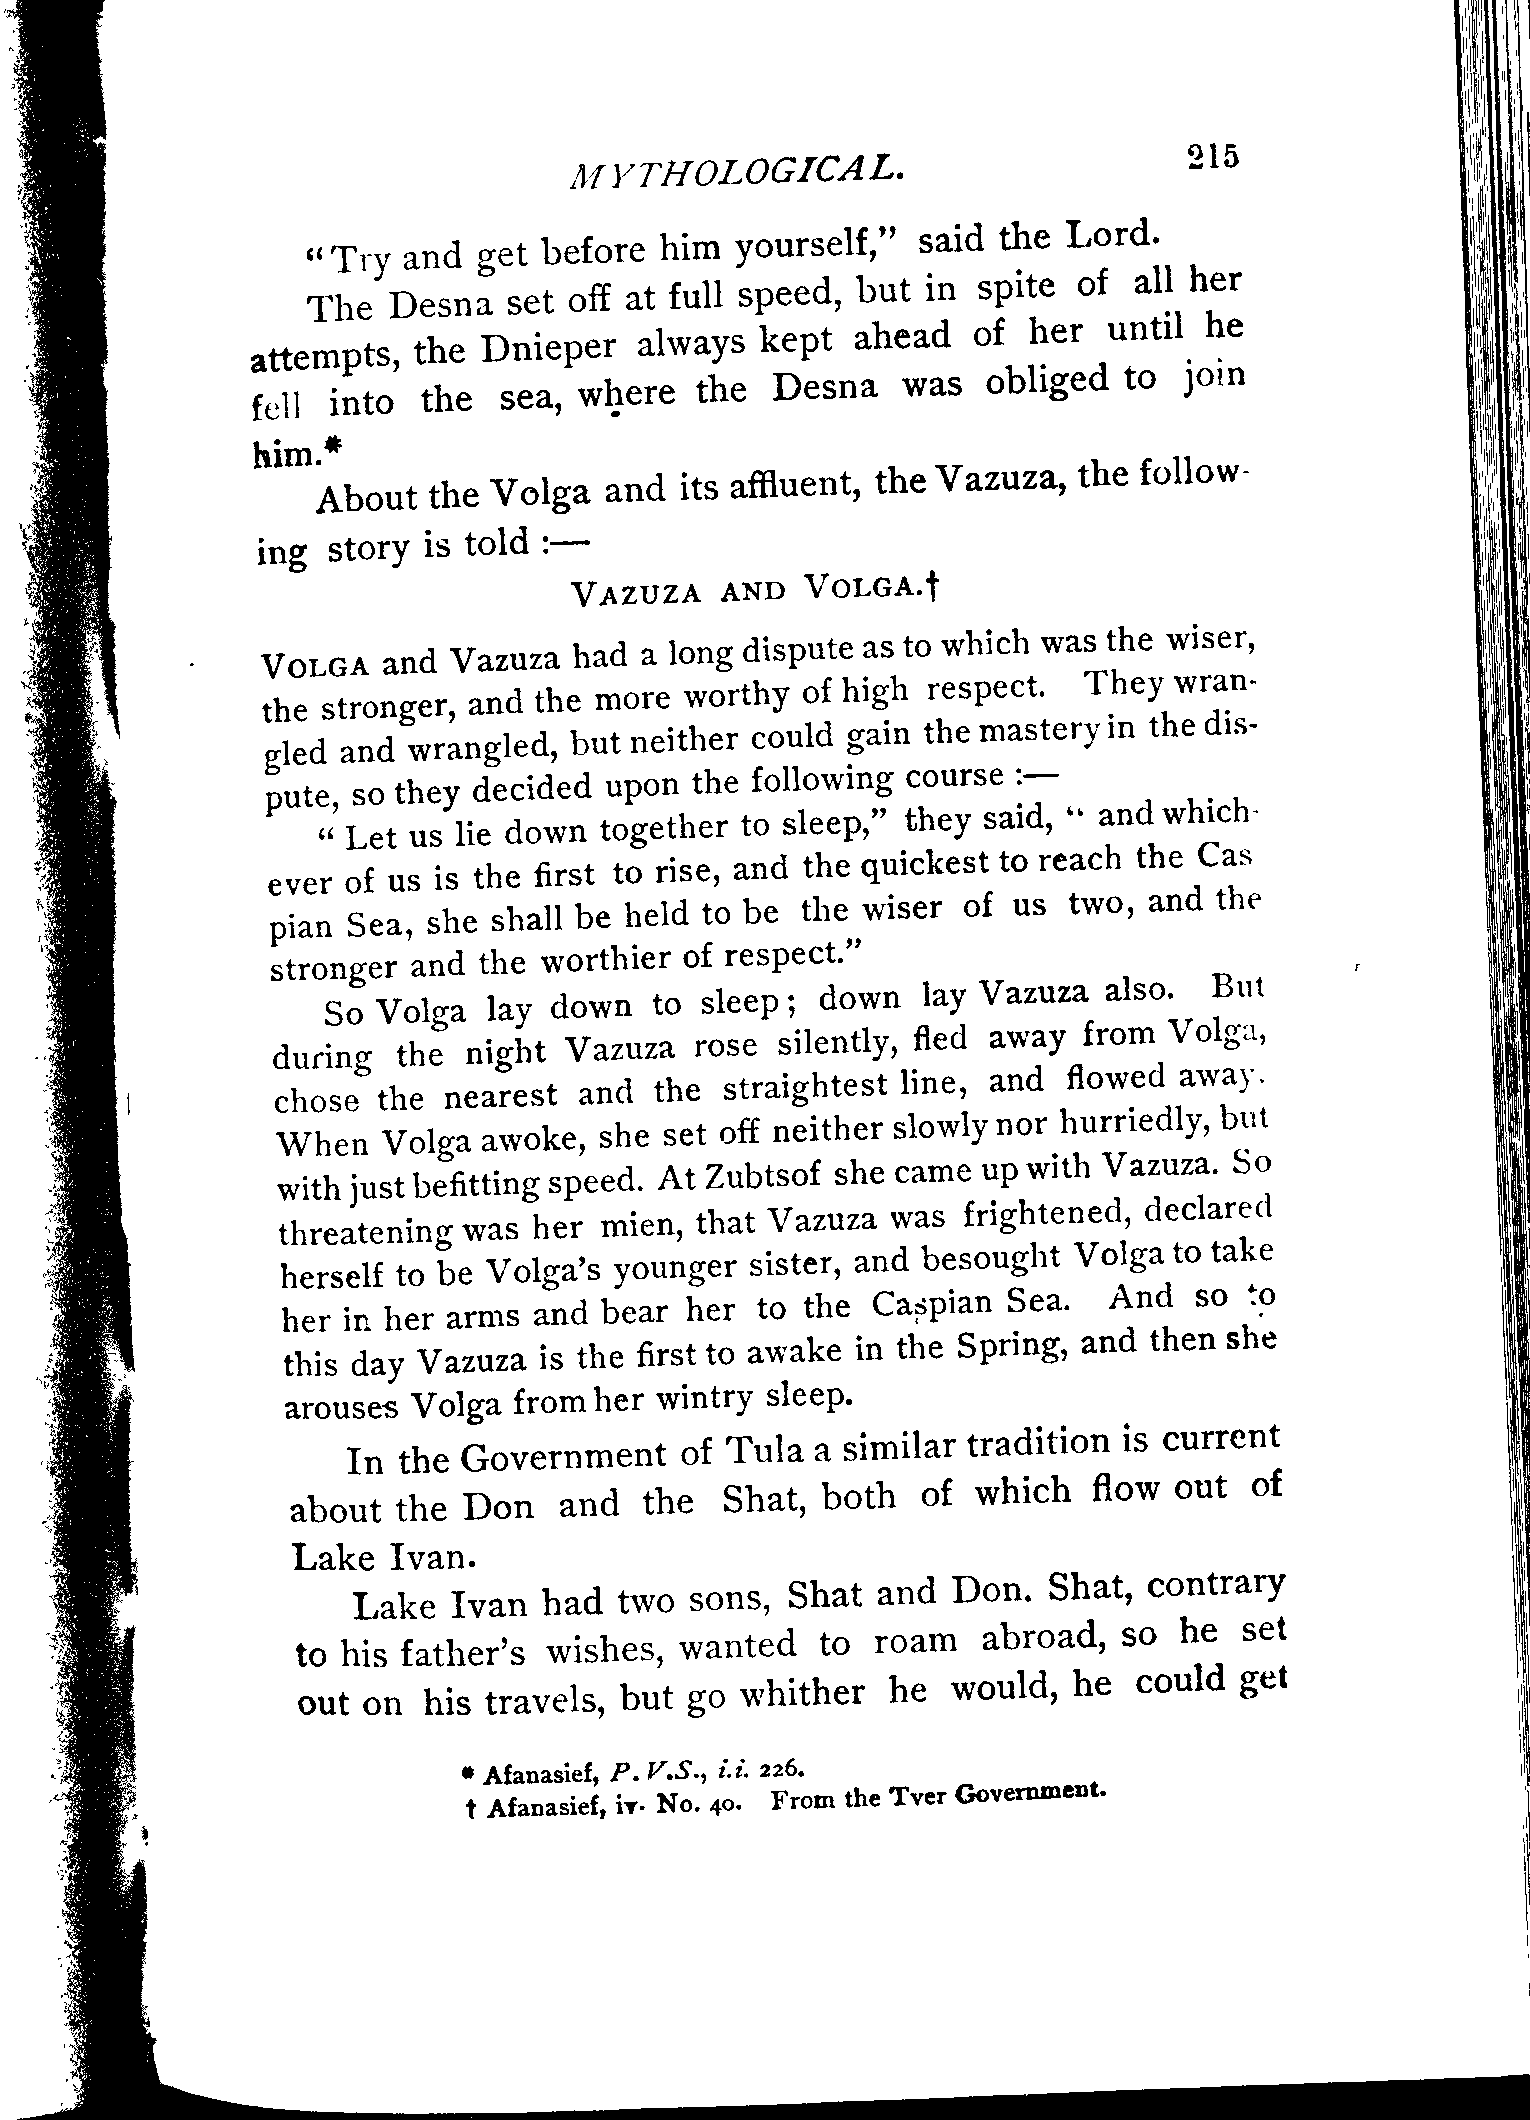 MYTHOLOGICAL. 215
“Try and get before him yourself,” said the Lord.
The Desna set off at full speed, but in spite of all her
attempts, the Dnieper always kept ahead of her until he
fell into the sea, where the Desna was obliged to join
him.*
About the Volga and its affluent, the Vazuza, the follow-
ing story is told :—
VAZUZA AND VOLGA.†
VOLGA and Vazuza had a long dispute as to which was the wiser,
the stronger, and the more worthy of high respect. They wran-
gled and wrangled, but neither could gain the mastery in the dis-
pute, so they decided upon the following course :—
“ Let us lie down together to sleep,” they said, “ and which-
ever of us is the first to rise, and the quickest to reach the Cas
pian Sea, she shall be held to be the wiser of us two, and the
stronger and the worthier of respect.”
So Volga lay down to sleep; down lay Vazuza also. But
during the night Vazuza rose silently, fled away from Volga,
chose the nearest and the straightest line, and flowed away.
When Volga awoke, she set off neither slowly nor hurriedly, but
with just befitting speed. At Zubtsof she came up with Vazuza. So
threatening was her mien, that Vazuza was frightened, declared
herself to be Volga’s younger sister, and besought Volga to take
her in her arms and bear her to the Caspian Sea. And so to
this day Vazuza is the first to awake in the Spring, and then she
arouses Volga from her wintry sleep.
In the Government of Tula a similar tradition is current
about the Don and the Shat, both of which flow out of
Lake Ivan.
Lake Ivan had two sons, Shat and Don. Shat, contrary
to his father’s wishes, wanted to roam abroad, so he set
out on his travels, but go whither he would, he could get
* Afanasief, P. V.S., i.i. 226.
† Afanasief, iv. No. 40. From the Tver Government.